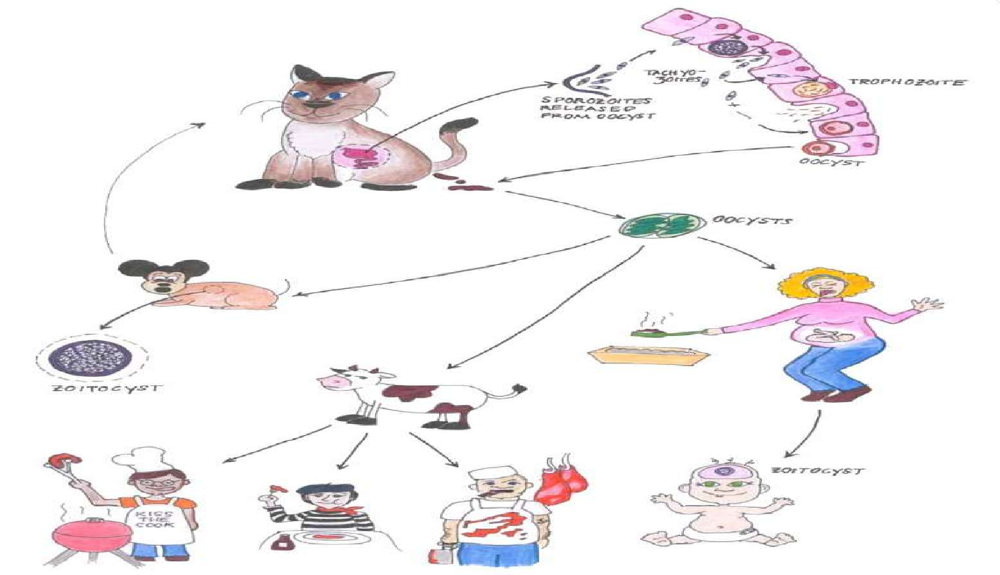 TACHYO-
ZOITES
TROPHOZOITE
SPOROZOITES
RELEASED
FROM OOCYST
OOCYST
OOCYSTS
ZOITOCYST
ZOITOCYST
KISS
THE
COOK